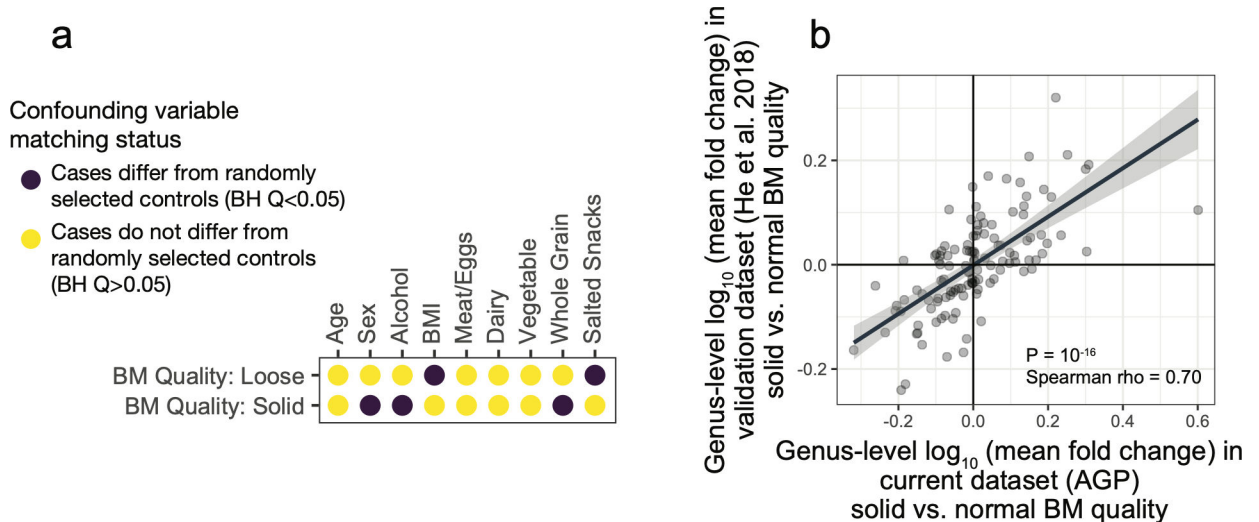 a
Confounding variable
matching status
Cases differ from randomly
selected controls (BH Q<0.05)
Cases do not differ from
randomly selected controls
(BH Q>0.05)
Age
Sex
Alcohol
BMI
Meat/Eggs
Dairy
Vegetable
Whole Grain
Salted Snacks
BM Quality: Loose
BM Quality: Solid
b
Genus-level log₁₀ (mean fold change) in
validation dataset (He et al. 2018)
solid vs. normal BM quality
0.2
0.0
-0.2
P = 10⁻¹⁶
Spearman rho = 0.70
-0.2 0.0 0.2 0.4 0.6
Genus-level log₁₀ (mean fold change) in
current dataset (AGP)
solid vs. normal BM quality